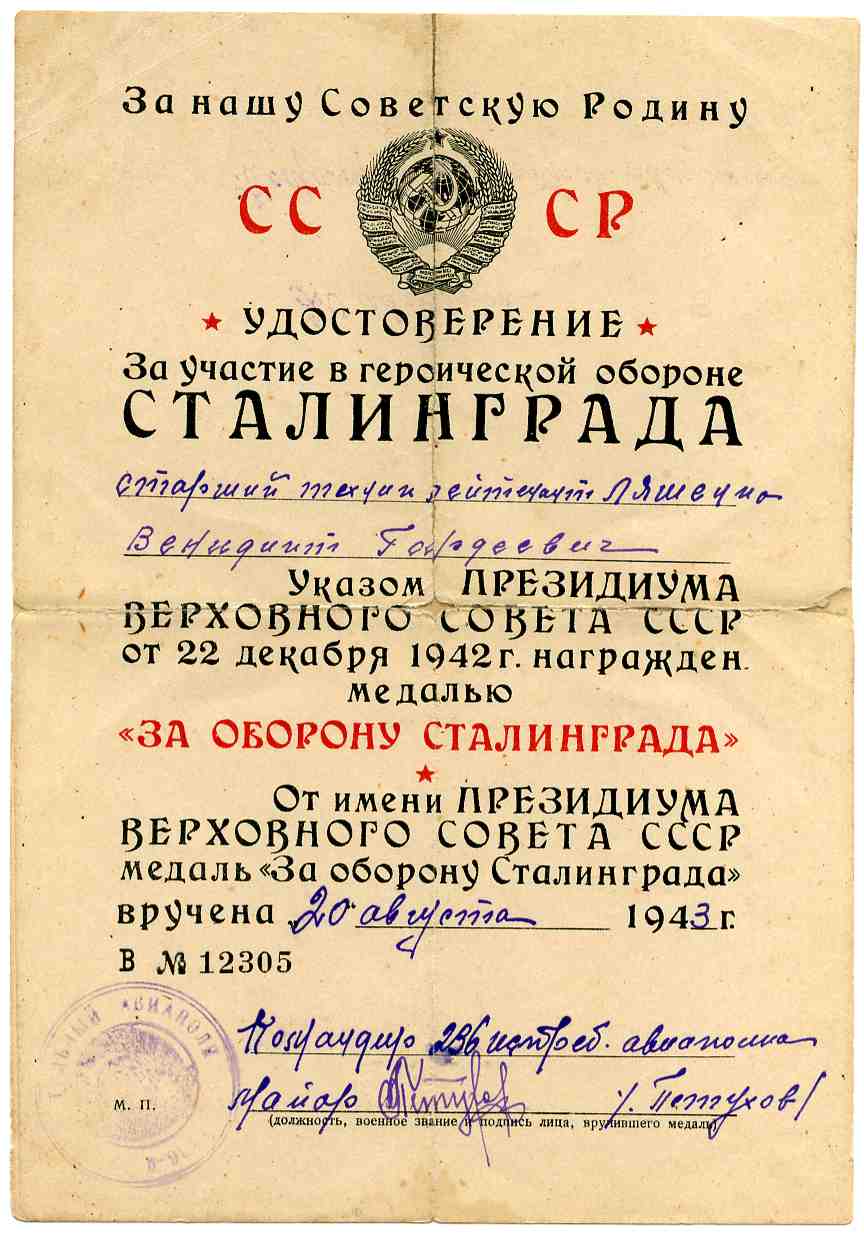 За нашу Советскую Родину
СС СР
УДОСТОВЕРЕНИЕ
За участие в героической обороне
СТАЛИНГРАДА
старший техник лейтенант Ляшенко
Бенидикт Гордеевич
Указом ПРЕЗИДИУМА
ВЕРХОВНОГО СОВЕТА СССР
от 22 декабря 1942 г. награжден
медалью
«ЗА ОБОРОНУ СТАЛИНГРАДА»
От имени ПРЕЗИДИУМА
ВЕРХОВНОГО СОВЕТА СССР
медаль «За оборону Сталинграда»
вручена 20 августа 1943 г.
В № 12305
Командир 236 истреб. авиаполка
майор /Петухов/
М. П.
(должность, военное звание и подпись лица, вручившего медаль)
АВИАПОЛК